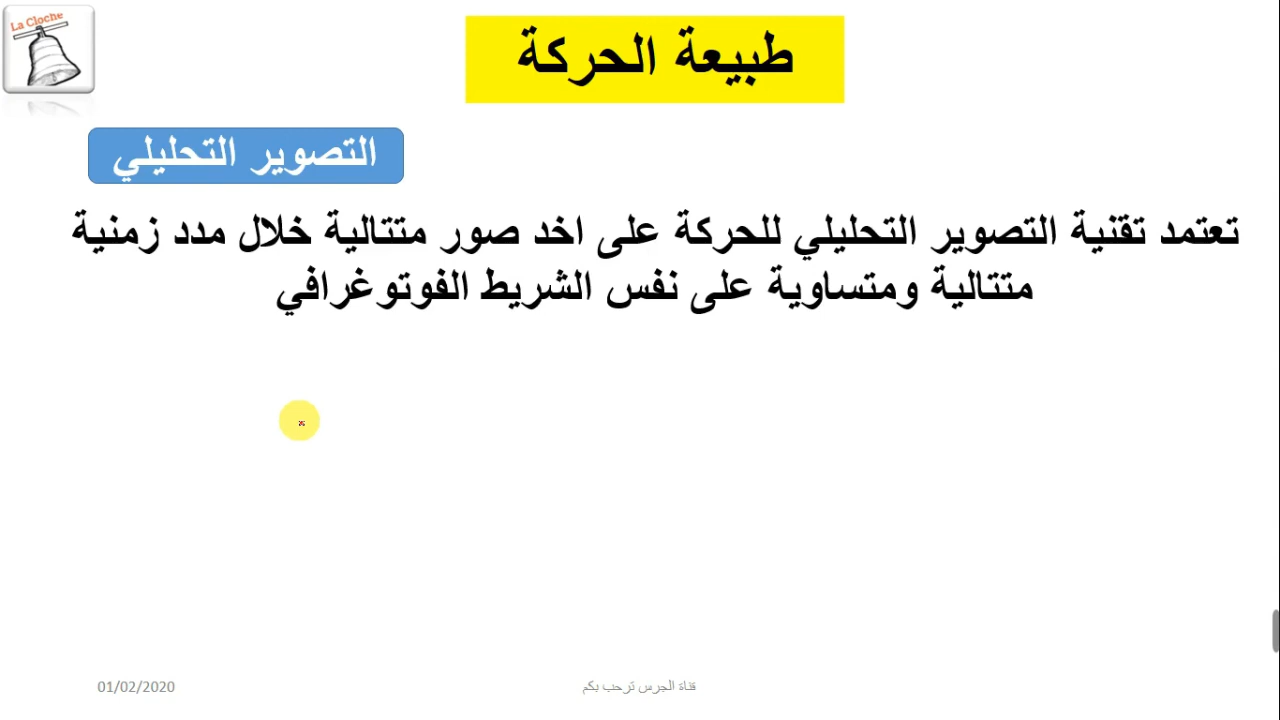 La Cloche
طبيعة الحركة
التصوير التحليلي
تعتمد تقنية التصوير التحليلي للحركة على اخد صور متتالية خلال مدد زمنية
متتالية ومتساوية على نفس الشريط الفوتوغرافي
01/02/2020
قناة الجرس ترحب بكم